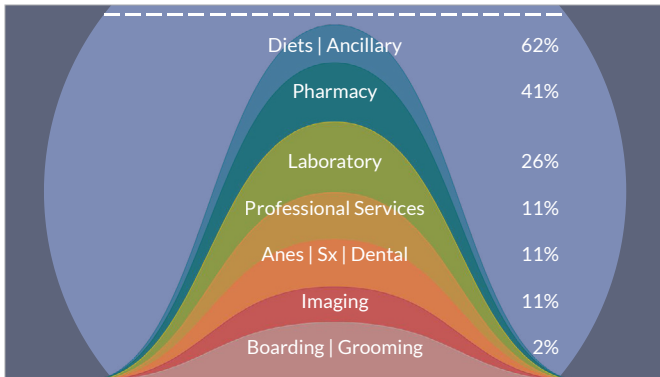 Diets | Ancillary 62%
Pharmacy 41%
Laboratory 26%
Professional Services 11%
Anes | Sx | Dental 11%
Imaging 11%
Boarding | Grooming 2%